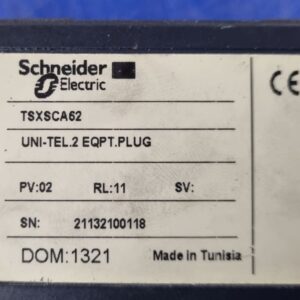 Schneider
Electric
CE
TSXSCA62
UNI-TEL.2 EQPT.PLUG
PV:02 RL:11 SV:
SN: 21132100118
DOM:1321 Made in Tunisia